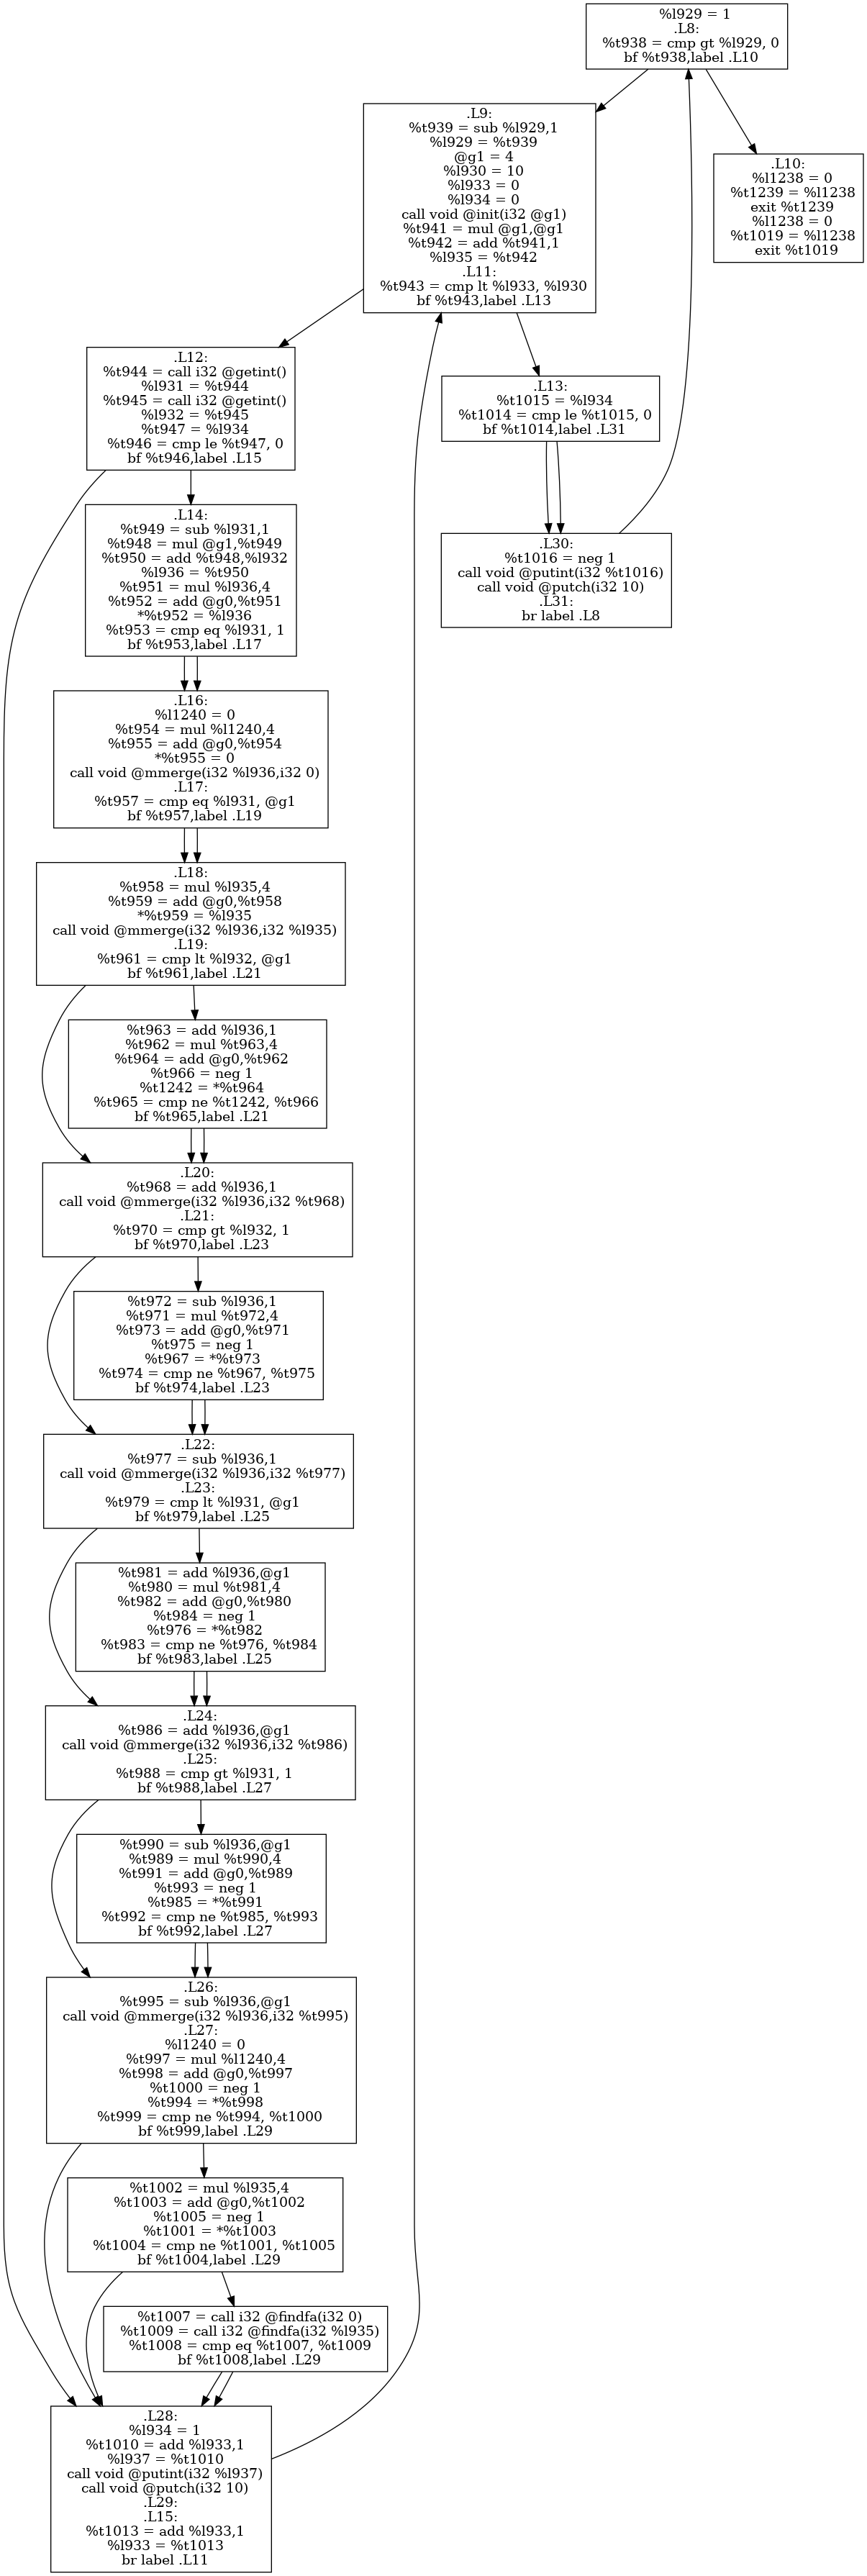 %l929 = 1
.L8:
%t938 = cmp gt %l929, 0
bf %t938,label .L10
.L9:
%t939 = sub %l929,1
%l929 = %t939
@g1 = 4
%l930 = 10
%l933 = 0
%l934 = 0
call void @init(i32 @g1)
%t941 = mul @g1,@g1
%t942 = add %t941,1
%l935 = %t942
.L11:
%t943 = cmp lt %l933, %l930
bf %t943,label .L13
.L10:
%l1238 = 0
%t1239 = %l1238
exit %t1239
%l1238 = 0
%t1019 = %l1238
exit %t1019
.L12:
%t944 = call i32 @getint()
%l931 = %t944
%t945 = call i32 @getint()
%l932 = %t945
%t947 = %l934
%t946 = cmp le %t947, 0
bf %t946,label .L15
.L13:
%t1015 = %l934
%t1014 = cmp le %t1015, 0
bf %t1014,label .L31
.L14:
%t949 = sub %l931,1
%t948 = mul @g1,%t949
%t950 = add %t948,%l932
%l936 = %t950
%t951 = mul %l936,4
%t952 = add @g0,%t951
*%t952 = %l936
%t953 = cmp eq %l931, 1
bf %t953,label .L17
.L30:
%t1016 = neg 1
call void @putint(i32 %t1016)
call void @putch(i32 10)
.L31:
br label .L8
.L16:
%l1240 = 0
%t954 = mul %l1240,4
%t955 = add @g0,%t954
*%t955 = 0
call void @mmerge(i32 %l936,i32 0)
.L17:
%t957 = cmp eq %l931, @g1
bf %t957,label .L19
.L18:
%t958 = mul %l935,4
%t959 = add @g0,%t958
*%t959 = %l935
call void @mmerge(i32 %l936,i32 %l935)
.L19:
%t961 = cmp lt %l932, @g1
bf %t961,label .L21
%t963 = add %l936,1
%t962 = mul %t963,4
%t964 = add @g0,%t962
%t966 = neg 1
%t1242 = *%t964
%t965 = cmp ne %t1242, %t966
bf %t965,label .L21
.L20:
%t968 = add %l936,1
call void @mmerge(i32 %l936,i32 %t968)
.L21:
%t970 = cmp gt %l932, 1
bf %t970,label .L23
%t972 = sub %l936,1
%t971 = mul %t972,4
%t973 = add @g0,%t971
%t975 = neg 1
%t967 = *%t973
%t974 = cmp ne %t967, %t975
bf %t974,label .L23
.L22:
%t977 = sub %l936,1
call void @mmerge(i32 %l936,i32 %t977)
.L23:
%t979 = cmp lt %l931, @g1
bf %t979,label .L25
%t981 = add %l936,@g1
%t980 = mul %t981,4
%t982 = add @g0,%t980
%t984 = neg 1
%t976 = *%t982
%t983 = cmp ne %t976, %t984
bf %t983,label .L25
.L24:
%t986 = add %l936,@g1
call void @mmerge(i32 %l936,i32 %t986)
.L25:
%t988 = cmp gt %l931, 1
bf %t988,label .L27
%t990 = sub %l936,@g1
%t989 = mul %t990,4
%t991 = add @g0,%t989
%t993 = neg 1
%t985 = *%t991
%t992 = cmp ne %t985, %t993
bf %t992,label .L27
.L26:
%t995 = sub %l936,@g1
call void @mmerge(i32 %l936,i32 %t995)
.L27:
%l1240 = 0
%t997 = mul %l1240,4
%t998 = add @g0,%t997
%t1000 = neg 1
%t994 = *%t998
%t999 = cmp ne %t994, %t1000
bf %t999,label .L29
%t1002 = mul %l935,4
%t1003 = add @g0,%t1002
%t1005 = neg 1
%t1001 = *%t1003
%t1004 = cmp ne %t1001, %t1005
bf %t1004,label .L29
%t1007 = call i32 @findfa(i32 0)
%t1009 = call i32 @findfa(i32 %l935)
%t1008 = cmp eq %t1007, %t1009
bf %t1008,label .L29
.L28:
%l934 = 1
%t1010 = add %l933,1
%l937 = %t1010
call void @putint(i32 %l937)
call void @putch(i32 10)
.L29:
.L15:
%t1013 = add %l933,1
%l933 = %t1013
br label .L11